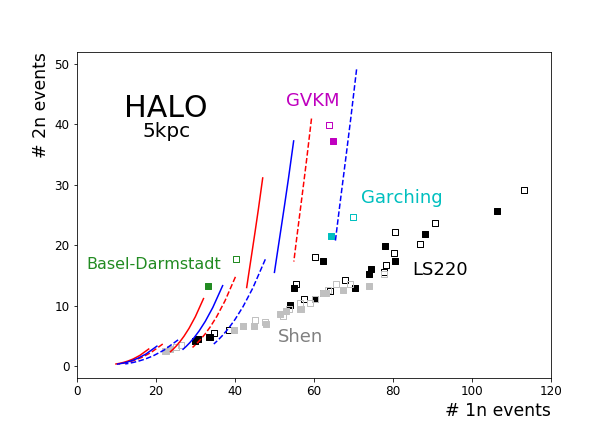 50
40
30
20
10
0
# 2n events
HALO
5kpc
GVKM
Garching
Basel-Darmstadt
LS220
Shen
0 20 40 60 80 100 120
# 1n events